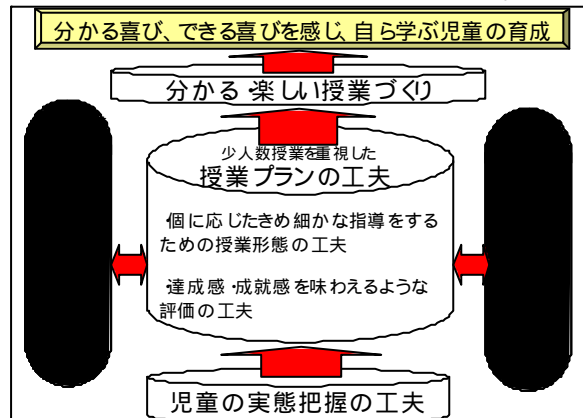 分かる喜び、できる喜びを感じ、自ら学ぶ児童の育成
分かる・楽しい授業づくり
少人数授業を重視した
授業プランの工夫
・個に応じたきめ細かな指導をする
ための授業形態の工夫
・達成感・成就感を味わえるような
評価の工夫
児童の実態把握の工夫